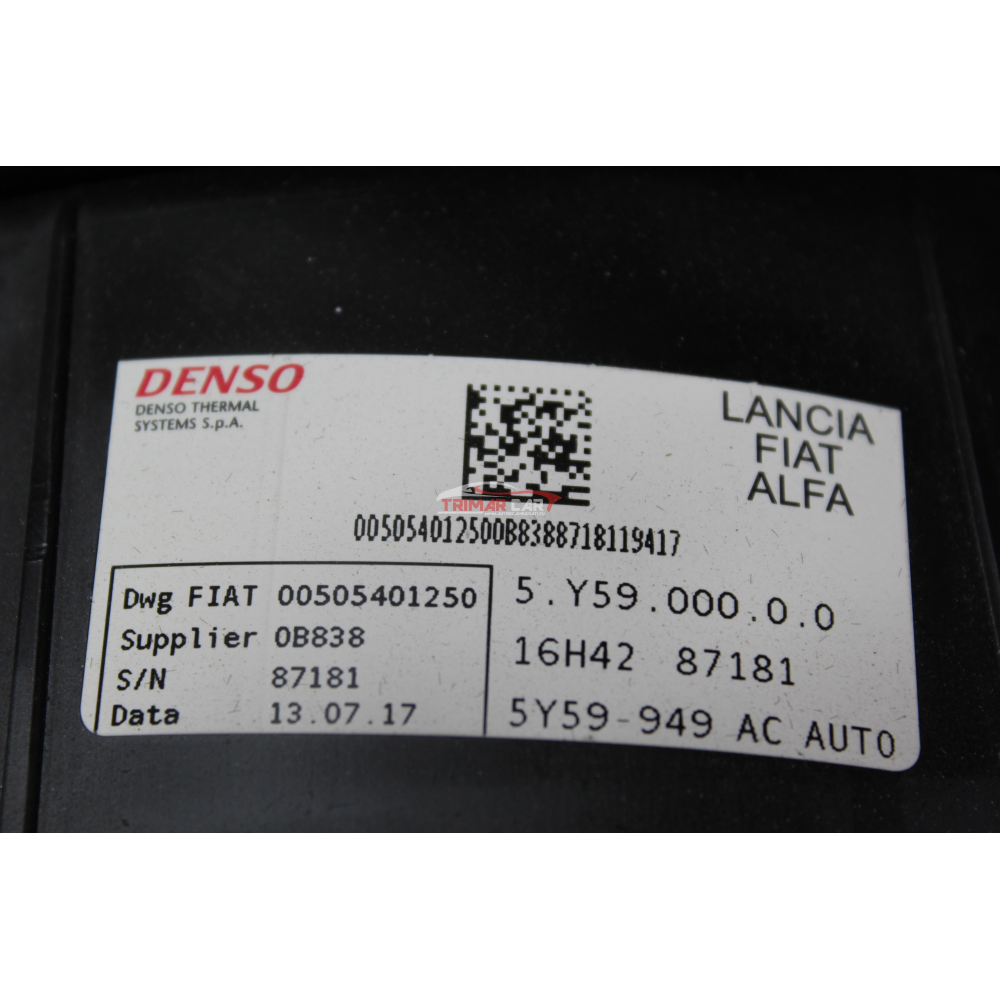 DENSO
DENSO THERMAL
SYSTEMS S.p.A.
LANCIA
FIAT
ALFA
TRIMAR CAR
005054012500B8388718119417
Dwg FIAT 00505401250
Supplier 0B838
S/N 87181
Data 13.07.17
5.Y59.000.0.0
16H42 87181
5Y59-949 AC AUTO